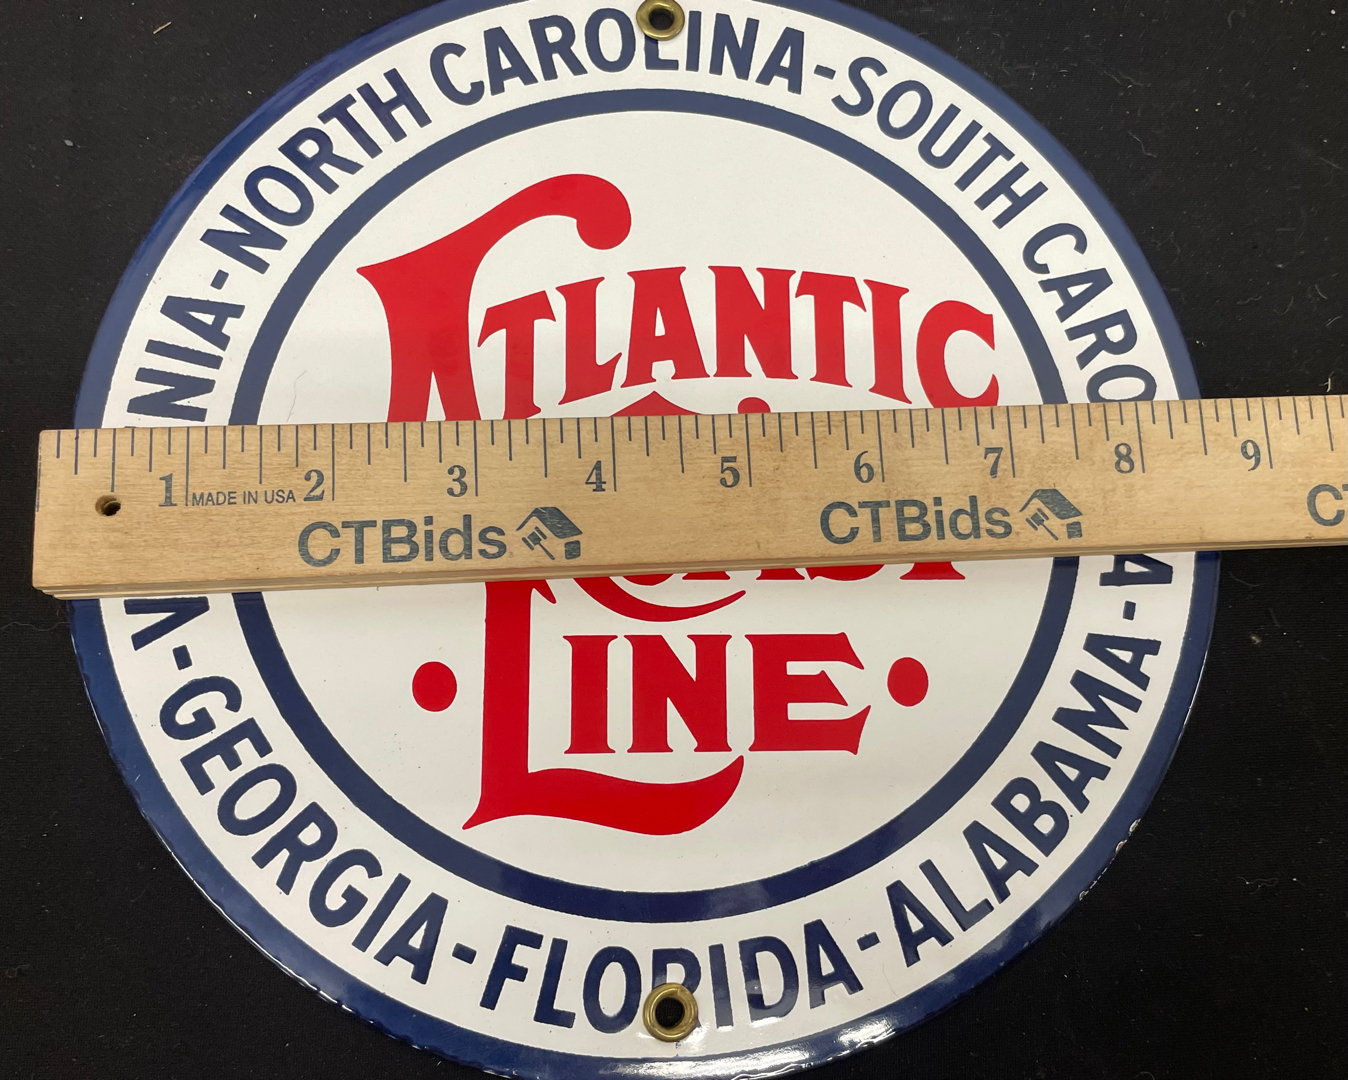 NIA-NORTH CAROLINA-SOUTH CARO
ATLANTIC
1 2 3 4 5 6 7 8 9
MADE IN USA
CTBids CTBids CT
LINE
A-GEORGIA-FLORIDA-ALABAMA-A